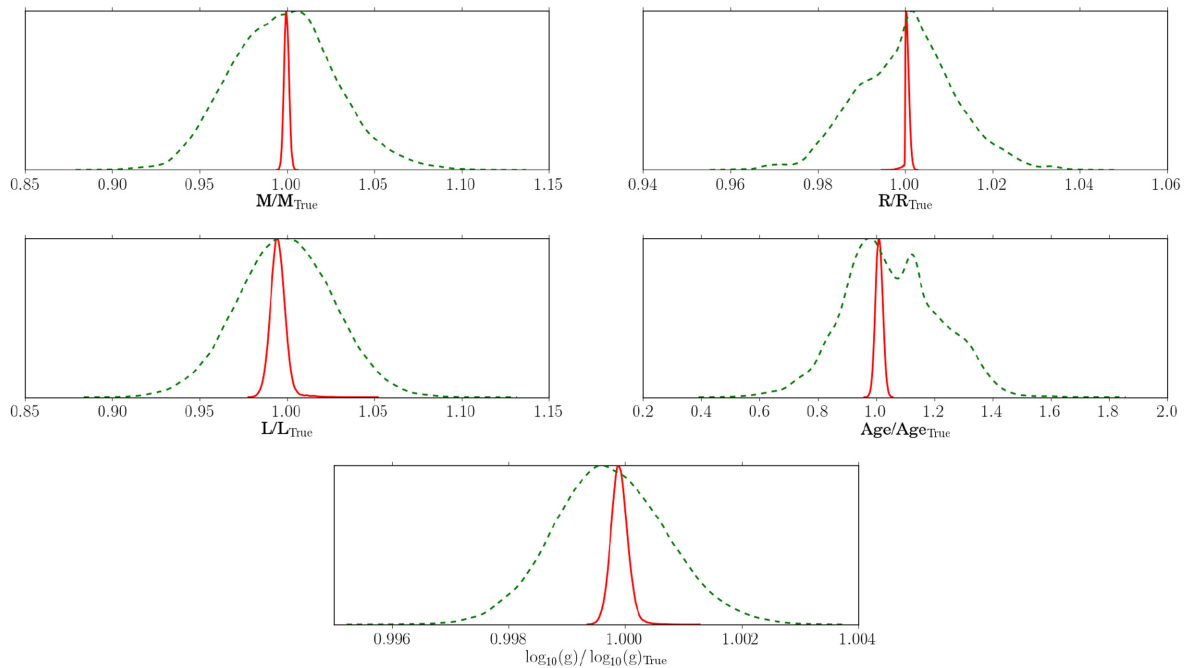 0.85 0.90 0.95 1.00 1.05 1.10 1.15
M/M_True
0.94 0.96 0.98 1.00 1.02 1.04 1.06
R/R_True
0.85 0.90 0.95 1.00 1.05 1.10 1.15
L/L_True
0.2 0.4 0.6 0.8 1.0 1.2 1.4 1.6 1.8 2.0
Age/Age_True
0.996 0.998 1.000 1.002 1.004
log₁₀(g)/log₁₀(g)_True